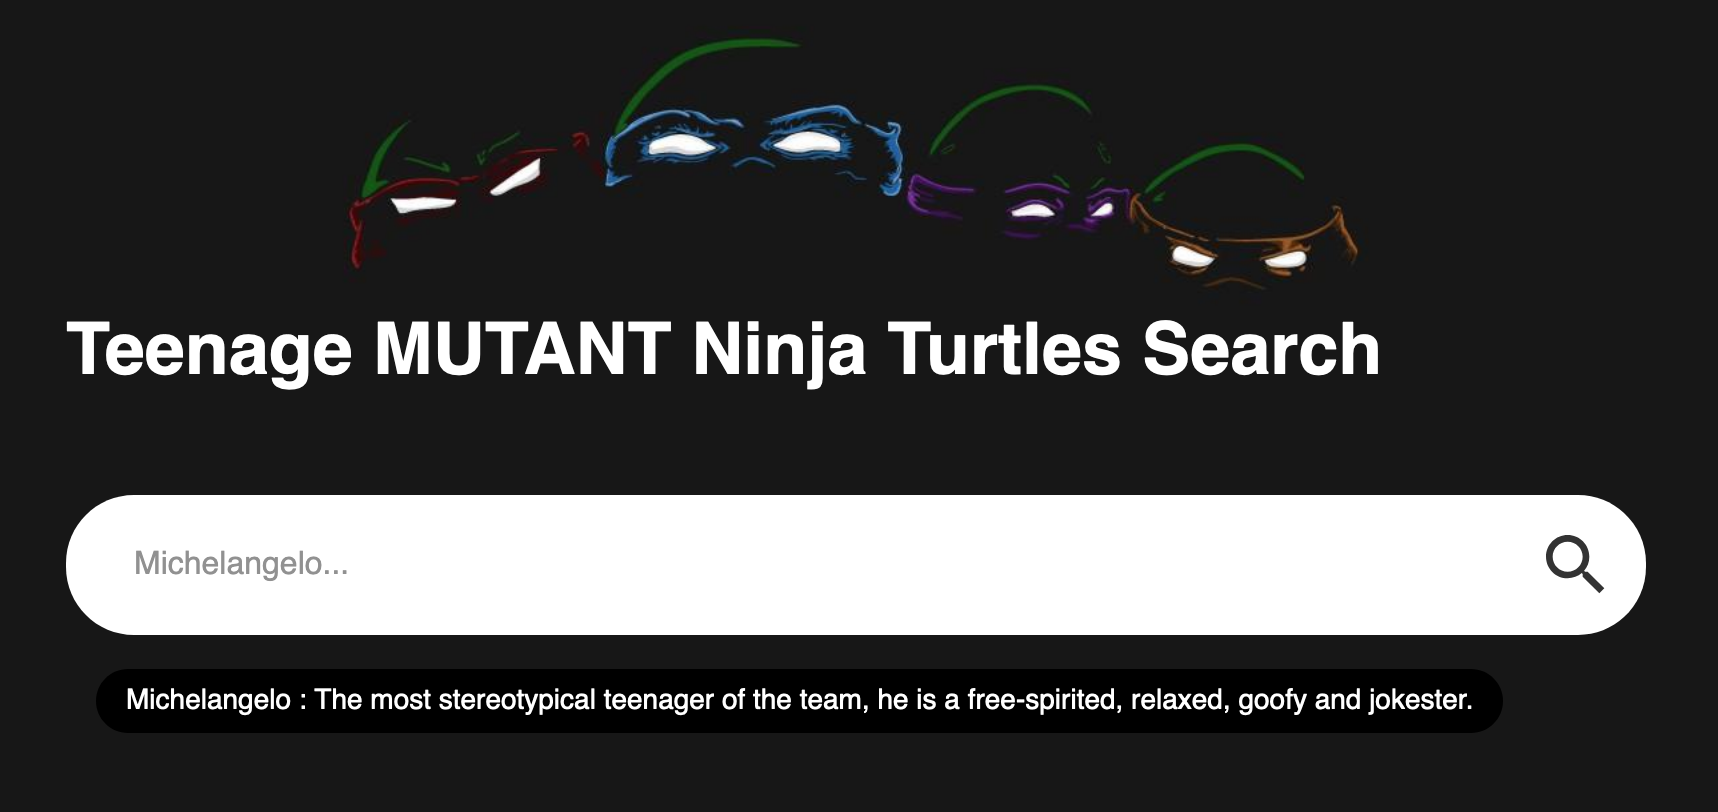 Teenage MUTANT Ninja Turtles Search
Michelangelo...
Michelangelo : The most stereotypical teenager of the team, he is a free-spirited, relaxed, goofy and jokester.